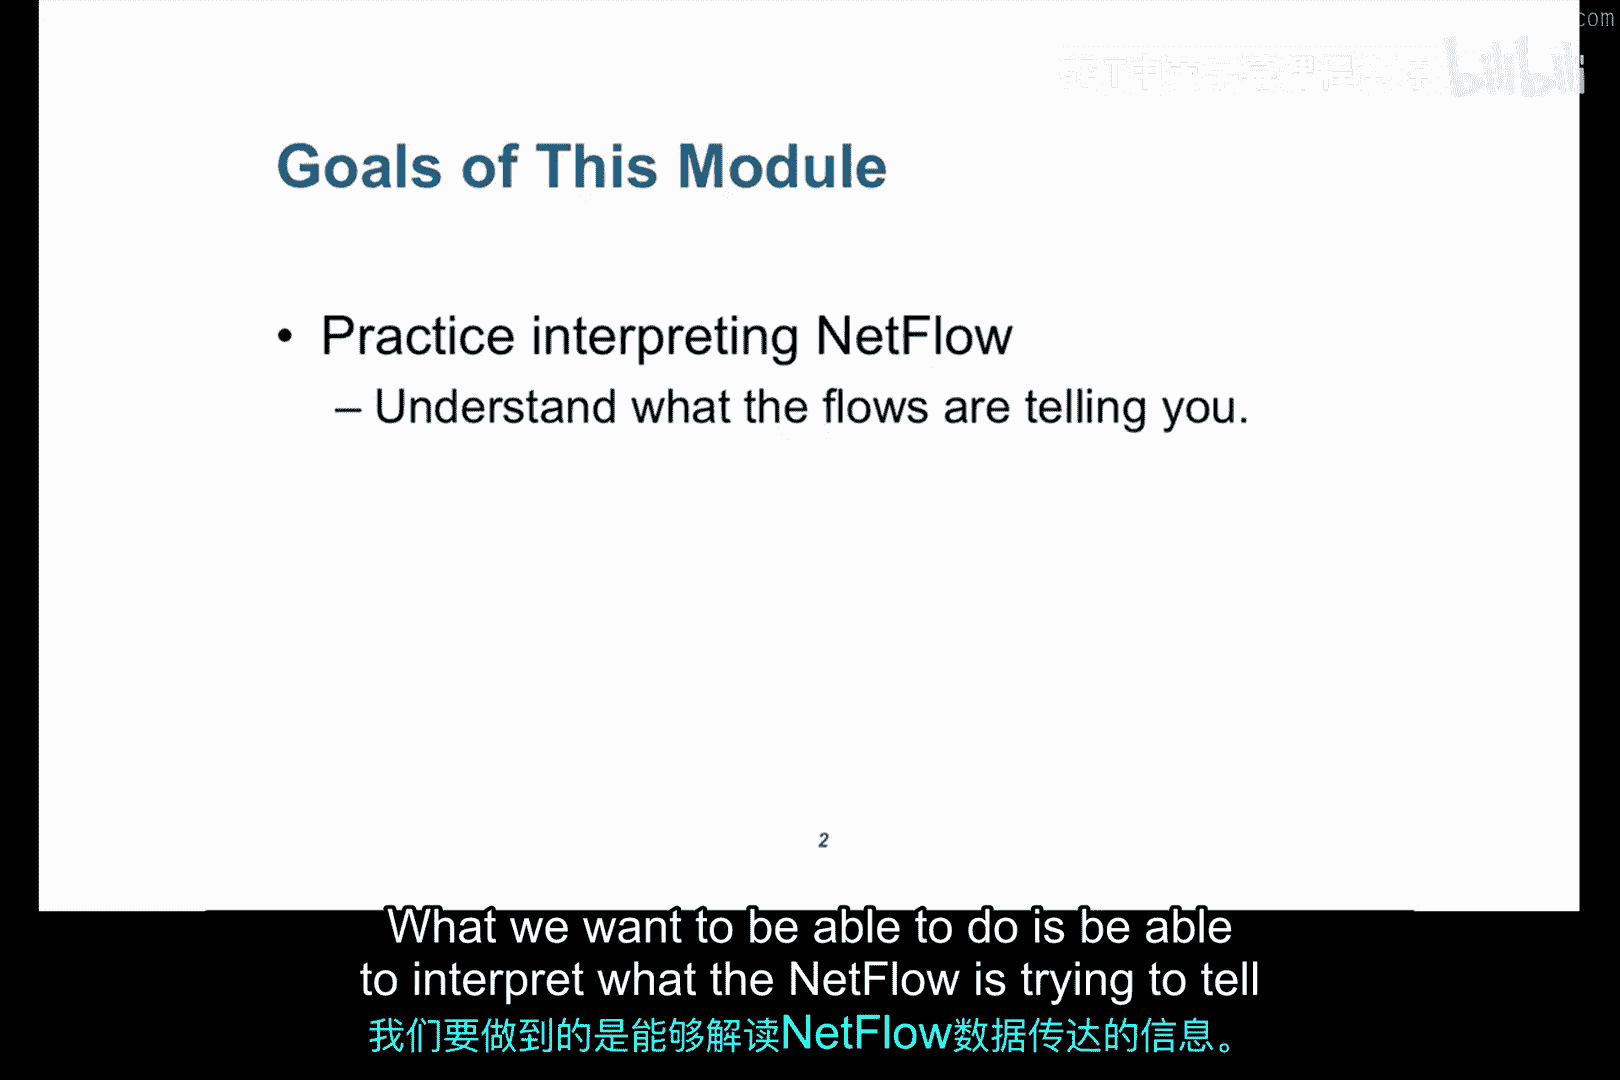 com
bilibili
Goals of This Module
• Practice interpreting NetFlow
– Understand what the flows are telling you.
2
What we want to be able to do is be able
to interpret what the NetFlow is trying to tell
我们要做到的是能够解读NetFlow数据传达的信息。